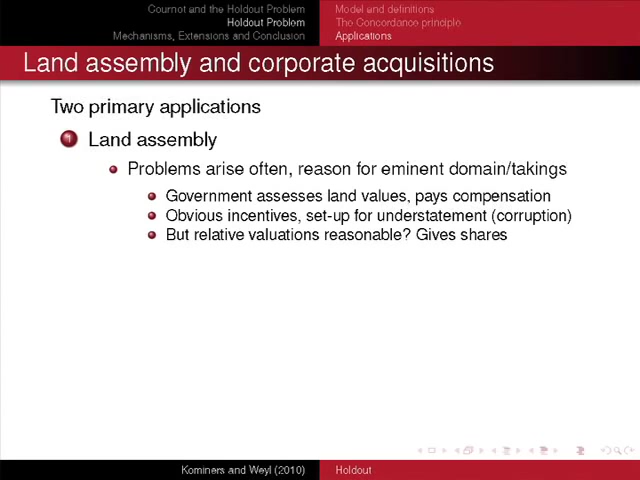 Cournot and the Holdout Problem
Holdout Problem
Mechanisms, Extensions and Conclusion
Model and definitions
The Concordance principle
Applications
Land assembly and corporate acquisitions
Two primary applications
1 Land assembly
Problems arise often, reason for eminent domain/takings
Government assesses land values, pays compensation
Obvious incentives, set-up for understatement (corruption)
But relative valuations reasonable? Gives shares
Kominers and Weyl (2010)
Holdout